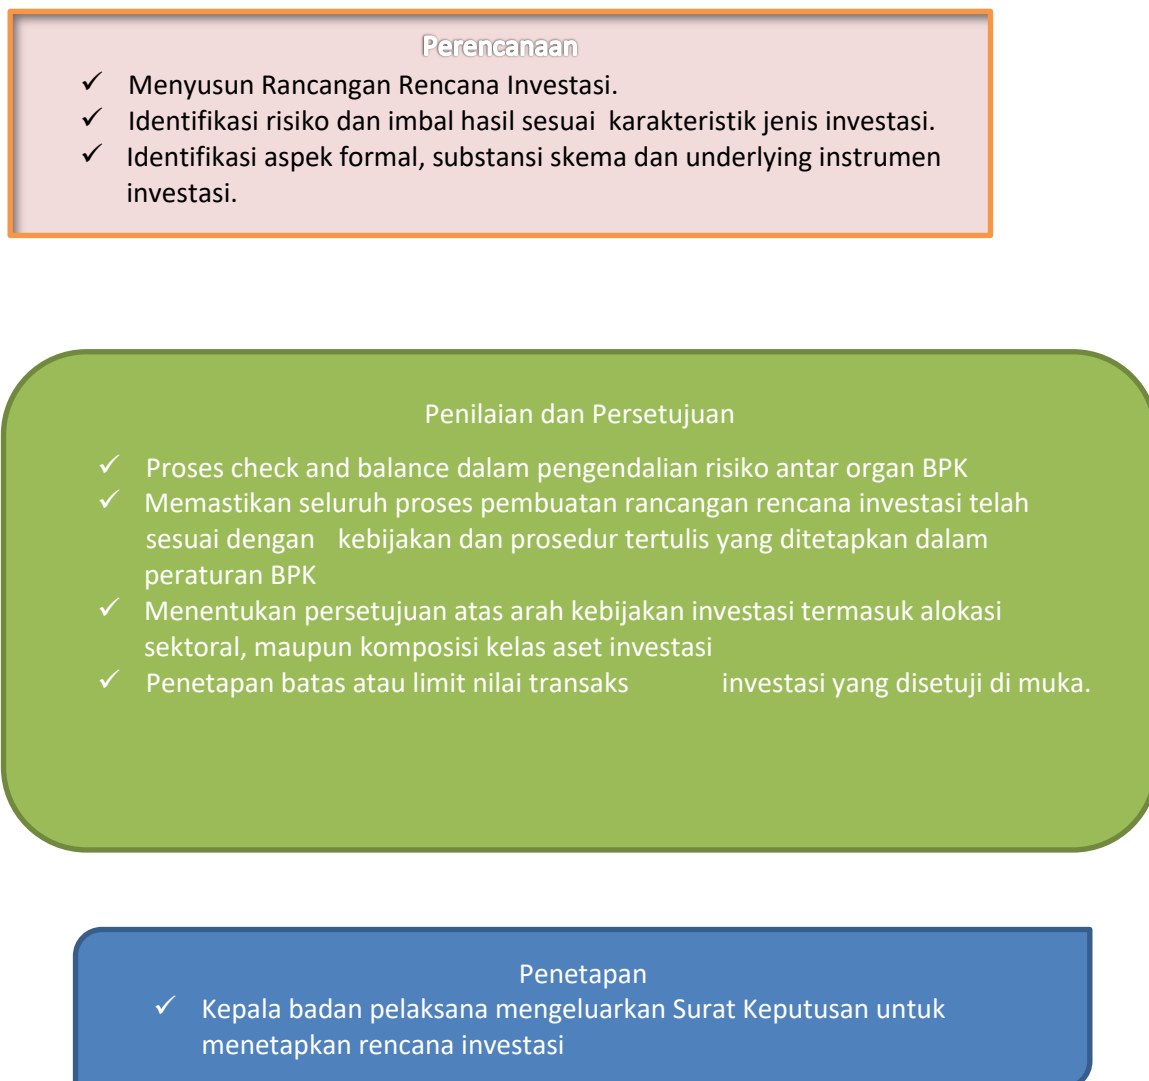 Perencanaan
✓ Menyusun Rancangan Rencana Investasi.
✓ Identifikasi risiko dan imbal hasil sesuai karakteristik jenis investasi.
✓ Identifikasi aspek formal, substansi skema dan underlying instrumen
investasi.
Penilaian dan Persetujuan
✓ Proses check and balance dalam pengendalian risiko antar organ BPK
✓ Memastikan seluruh proses pembuatan rancangan rencana investasi telah
sesuai dengan kebijakan dan prosedur tertulis yang ditetapkan dalam
peraturan BPK
✓ Menentukan persetujuan atas arah kebijakan investasi termasuk alokasi
sektoral, maupun komposisi kelas aset investasi
✓ Penetapan batas atau limit nilai transaks investasi yang disetuji di muka.
Penetapan
✓ Kepala badan pelaksana mengeluarkan Surat Keputusan untuk
menetapkan rencana investasi